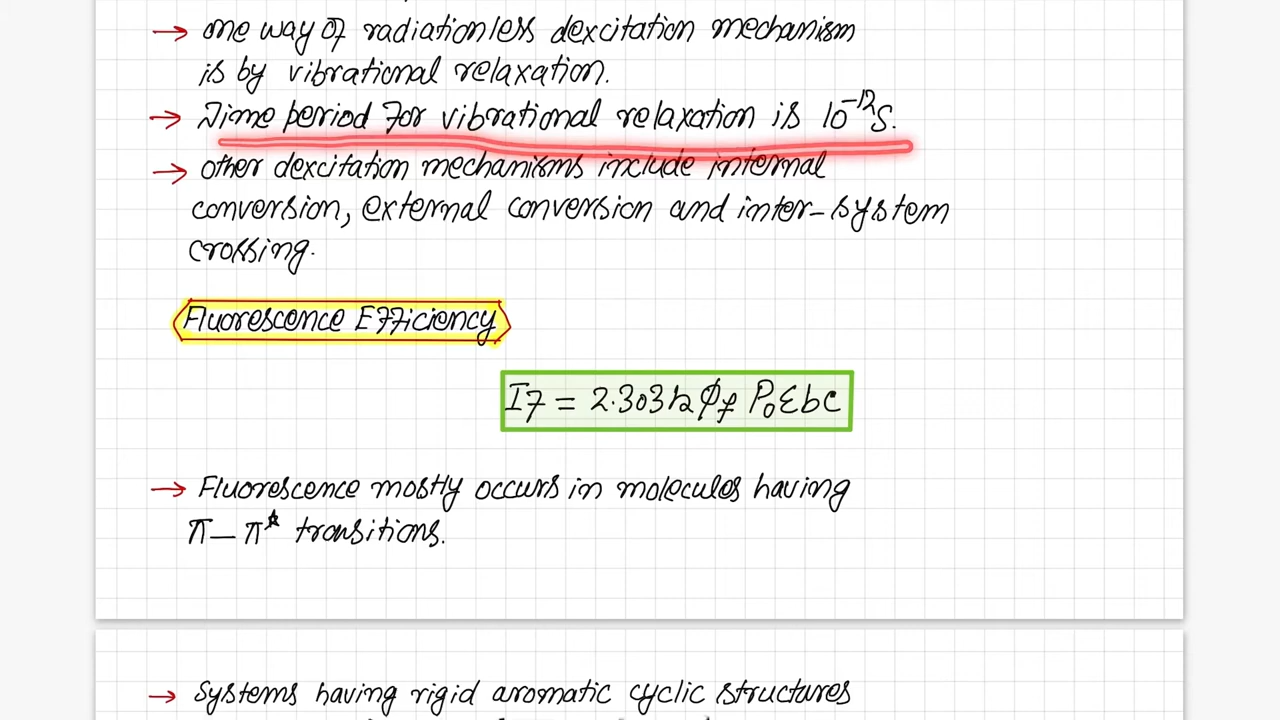 → one way of radiationless dexcitation mechanism
is by vibrational relaxation.
→ Time period for vibrational relaxation is 10⁻¹²s.
→ other dexcitation mechanisms include internal
conversion, external conversion and inter-system
crossing.
Fluorescence Efficiency
If = 2.303 k ϕf P₀ εbc
→ Fluorescence mostly occurs in molecules having
π–π* transitions.
→ Systems having rigid aromatic cyclic structures